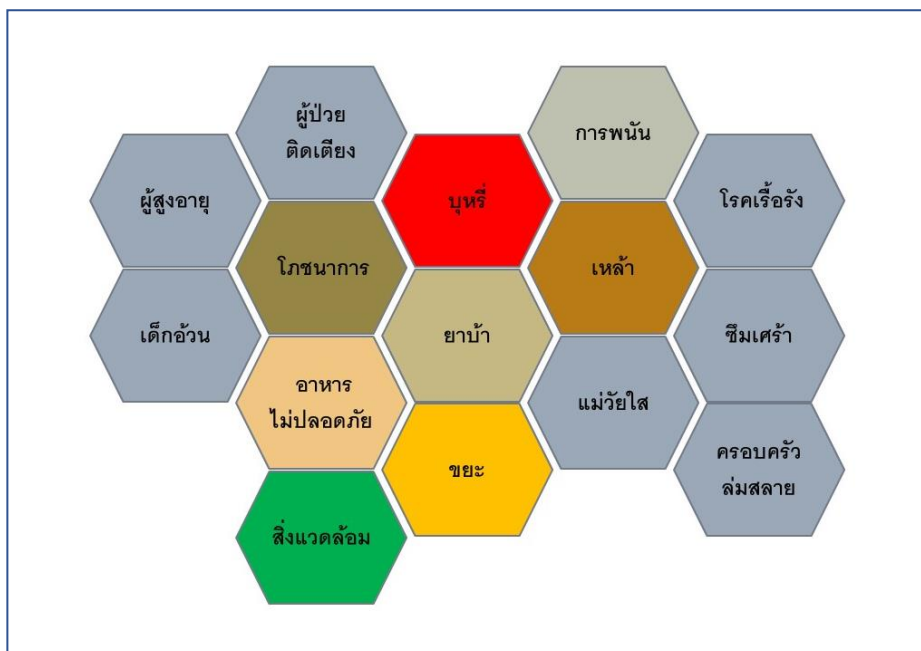 ผู้ป่วย
ติดเตียง
การพนัน
ผู้สูงอายุ
บุหรี่
โรคเรื้อรัง
โภชนาการ
เหล้า
เด็กอ้วน
ยาบ้า
ซึมเศร้า
อาหาร
ไม่ปลอดภัย
แม่วัยใส
ขยะ
ครอบครัว
ล่มสลาย
สิ่งแวดล้อม